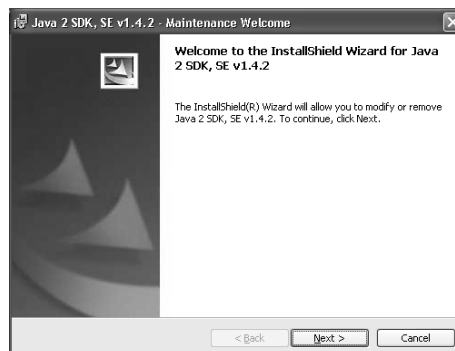 Java 2 SDK, SE v1.4.2 - Maintenance Welcome
Welcome to the InstallShield Wizard for Java
2 SDK, SE v1.4.2
The InstallShield(R) Wizard will allow you to modify or remove
Java 2 SDK, SE v1.4.2. To continue, click Next.
< Back
Next >
Cancel